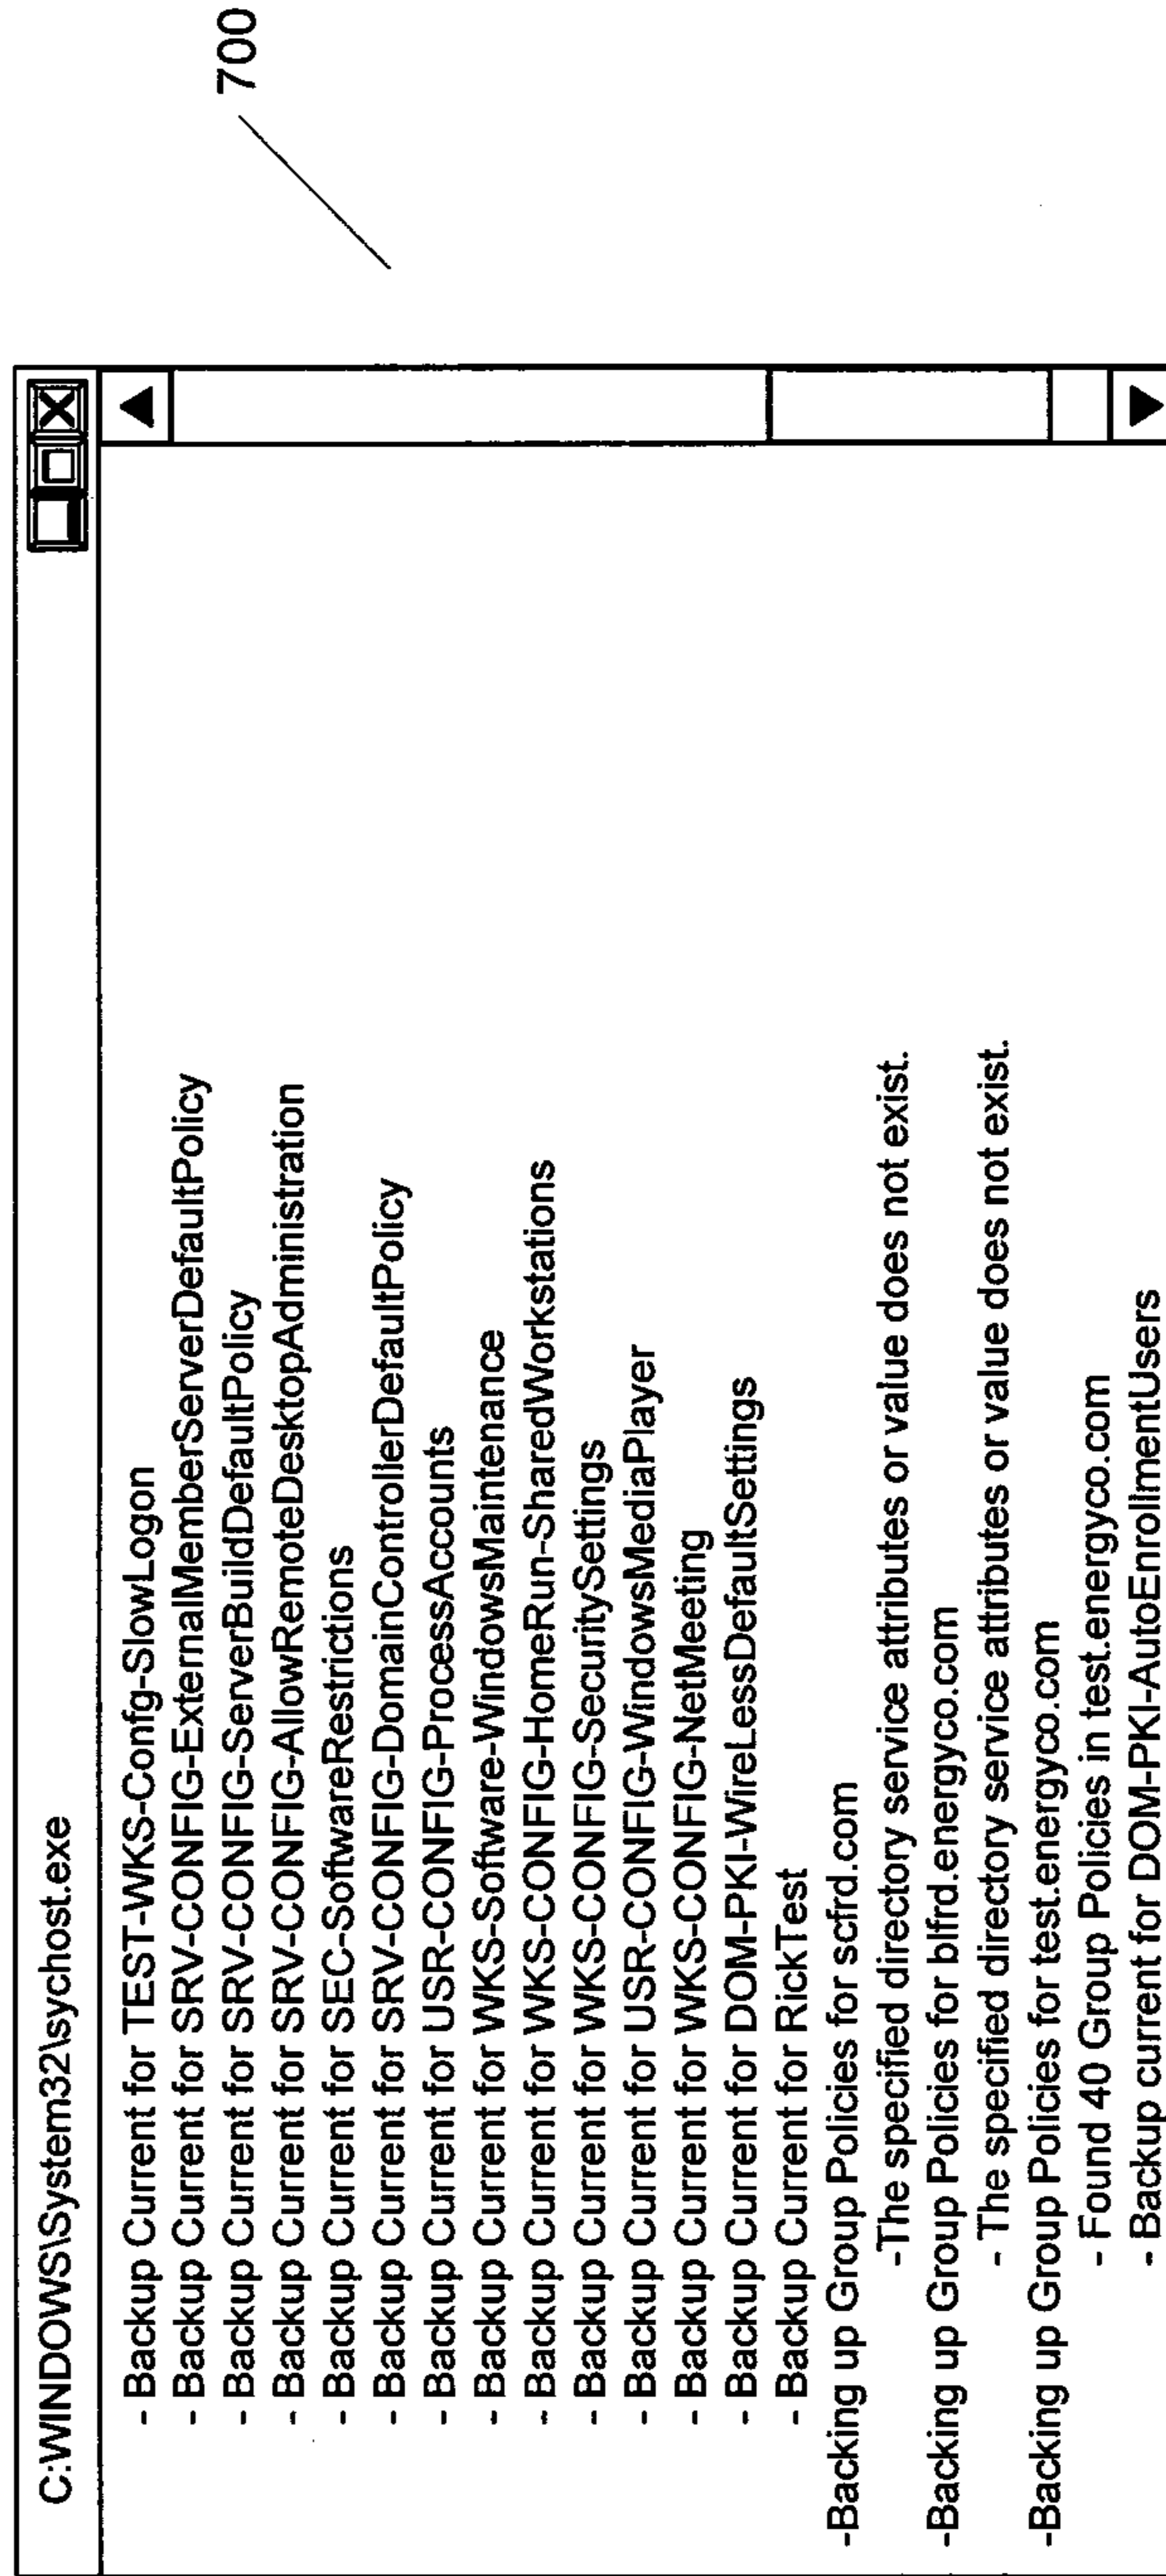 C:WINDOWS\System32\sychost.exe
- Backup Current for TEST-WKS-Confg-SlowLogon
- Backup Current for SRV-CONFIG-ExternalMemberServerDefaultPolicy
- Backup Current for SRV-CONFIG-ServerBuildDefaultPolicy
- Backup Current for SRV-CONFIG-AllowRemoteDesktopAdministration
- Backup Current for SEC-SoftwareRestrictions
- Backup Current for SRV-CONFIG-DomainControllerDefaultPolicy
- Backup Current for USR-CONFIG-ProcessAccounts
- Backup Current for WKS-Software-WindowsMaintenance
- Backup Current for WKS-CONFIG-HomeRun-SharedWorkstations
- Backup Current for WKS-CONFIG-SecuritySettings
- Backup Current for USR-CONFIG-WindowsMediaPlayer
- Backup Current for WKS-CONFIG-NetMeeting
- Backup Current for DOM-PKI-WireLessDefaultSettings
- Backup Current for RickTest
-Backing up Group Policies for scfrd.com
-The specified directory service attributes or value does not exist.
-Backing up Group Policies for blfrd.energyco.com
- The specified directory service attributes or value does not exist.
-Backing up Group Policies for test.energyco.com
- Found 40 Group Policies in test.energyco.com
- Backup current for DOM-PKI-AutoEnrollmentUsers
700